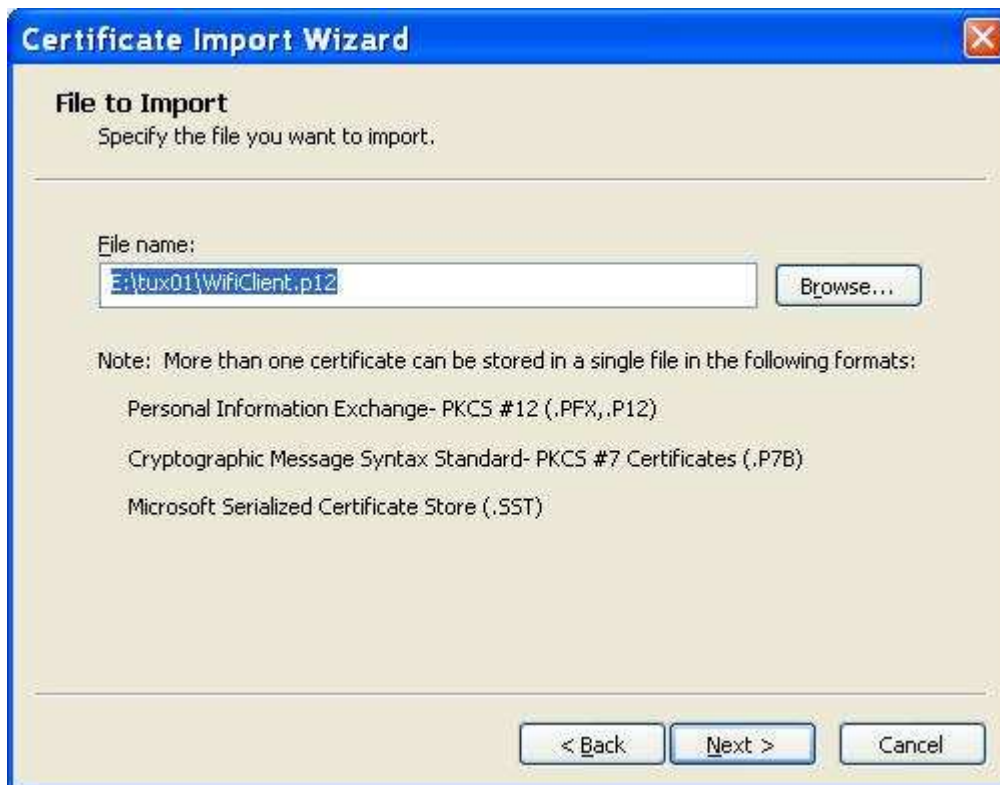 Certificate Import Wizard
File to Import
Specify the file you want to import.
File name:
E:\tux01\WifiClient.p12
Browse...
Note: More than one certificate can be stored in a single file in the following formats:
Personal Information Exchange- PKCS #12 (.PFX,.P12)
Cryptographic Message Syntax Standard- PKCS #7 Certificates (.P7B)
Microsoft Serialized Certificate Store (.SST)
< Back
Next >
Cancel